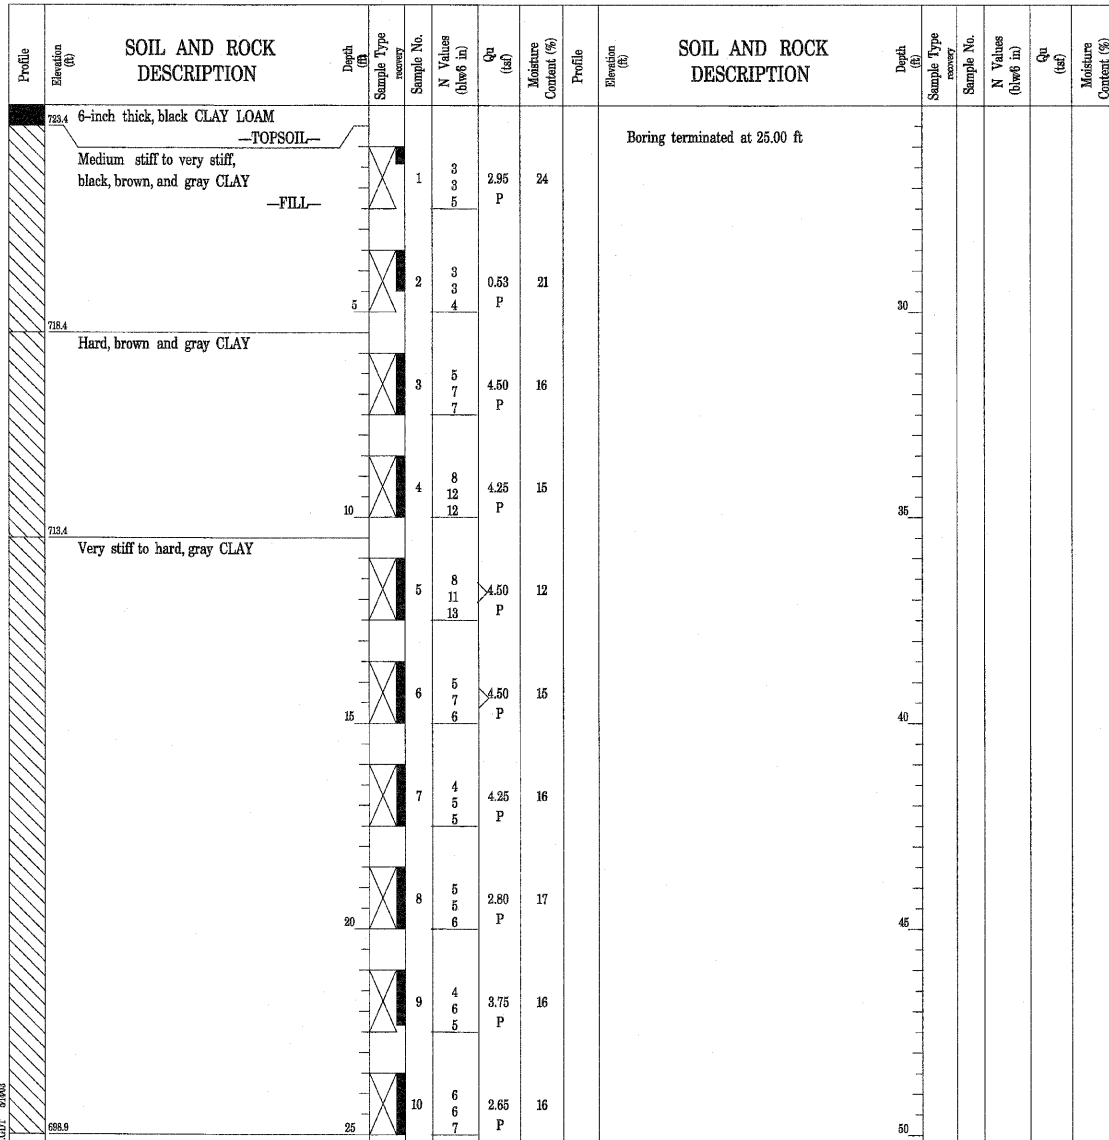 Profile
Elevation (ft)
SOIL AND ROCK DESCRIPTION
Depth (ft)
Sample Type recovery
Sample No.
N Values (blw/6 in)
Qu (tsf)
Moisture Content (%)
Profile
Elevation (ft)
SOIL AND ROCK DESCRIPTION
Depth (ft)
Sample Type recovery
Sample No.
N Values (blw/6 in)
Qu (tsf)
Moisture Content (%)
723.4 6-inch thick, black CLAY LOAM
—TOPSOIL—
Medium stiff to very stiff,
black, brown, and gray CLAY
—FILL—
1 3 3 5 2.95 P 24
2 3 3 4 0.53 P 21
5
718.4
Hard, brown and gray CLAY
3 5 7 7 4.50 P 16
4 8 12 12 4.25 P 15
10
713.4
Very stiff to hard, gray CLAY
5 8 11 13 >4.50 P 12
6 5 7 6 >4.50 P 15
15
7 4 5 5 4.25 P 16
8 5 5 6 2.80 P 17
20
9 4 6 5 3.75 P 16
10 6 6 7 2.65 P 16
698.9
25
Boring terminated at 25.00 ft
30
35
40
45
50